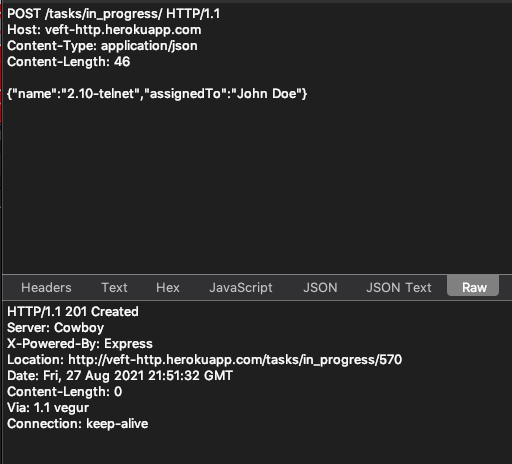 POST /tasks/in_progress/ HTTP/1.1
Host: veft-http.herokuapp.com
Content-Type: application/json
Content-Length: 46

{"name":"2.10-telnet","assignedTo":"John Doe"}
Headers Text Hex JavaScript JSON JSON Text Raw
HTTP/1.1 201 Created
Server: Cowboy
X-Powered-By: Express
Location: http://veft-http.herokuapp.com/tasks/in_progress/570
Date: Fri, 27 Aug 2021 21:51:32 GMT
Content-Length: 0
Via: 1.1 vegur
Connection: keep-alive